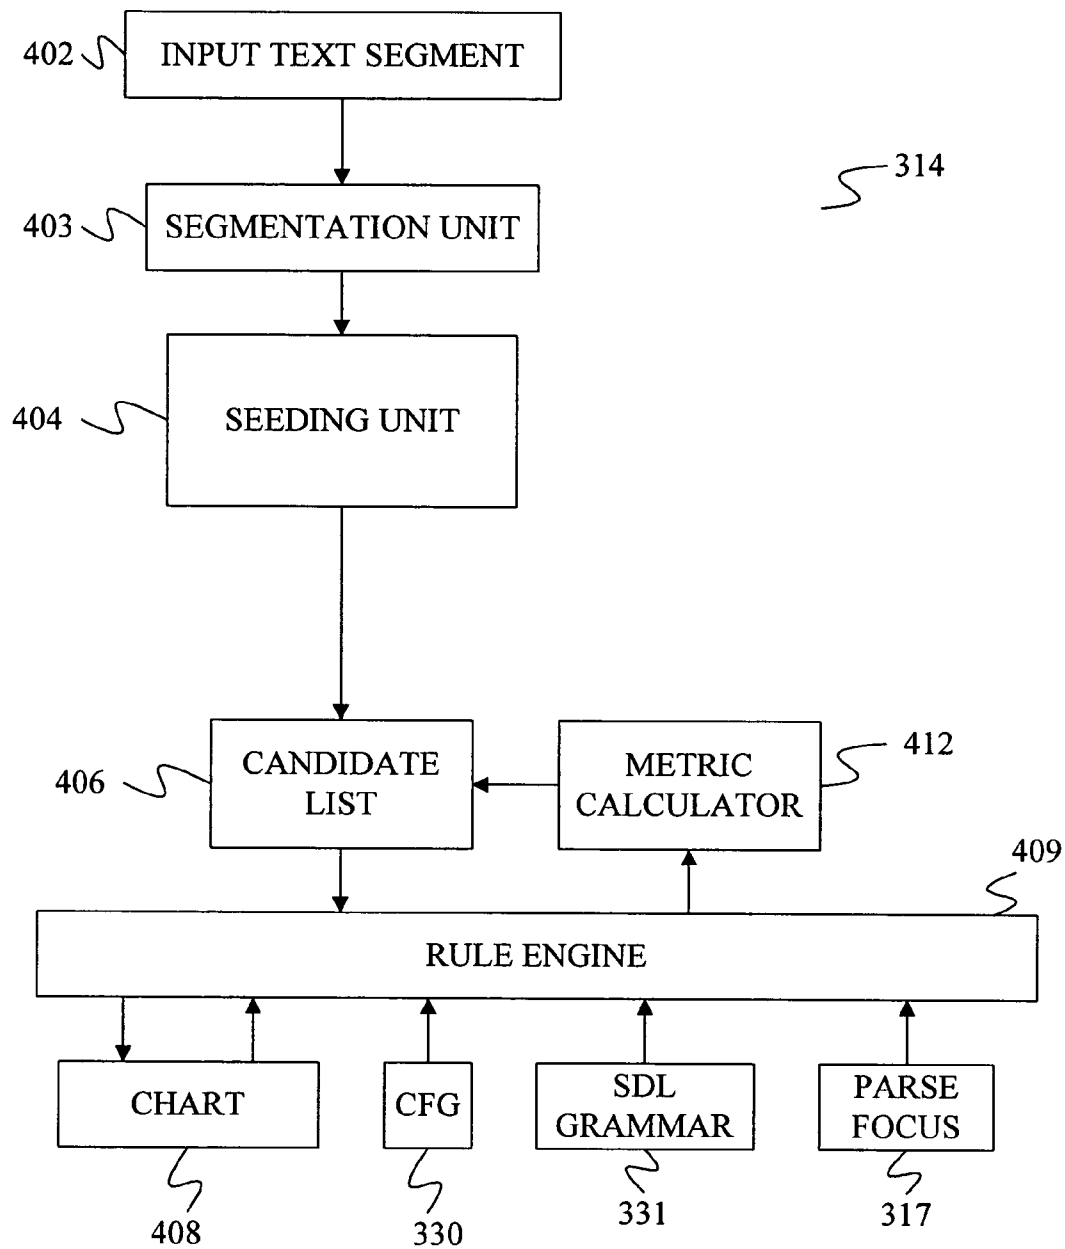 402
INPUT TEXT SEGMENT
314
403
SEGMENTATION UNIT
404
SEEDING UNIT
406
CANDIDATE
LIST
METRIC
CALCULATOR
412
409
RULE ENGINE
CHART
CFG
SDL
GRAMMAR
PARSE
FOCUS
408
330
331
317